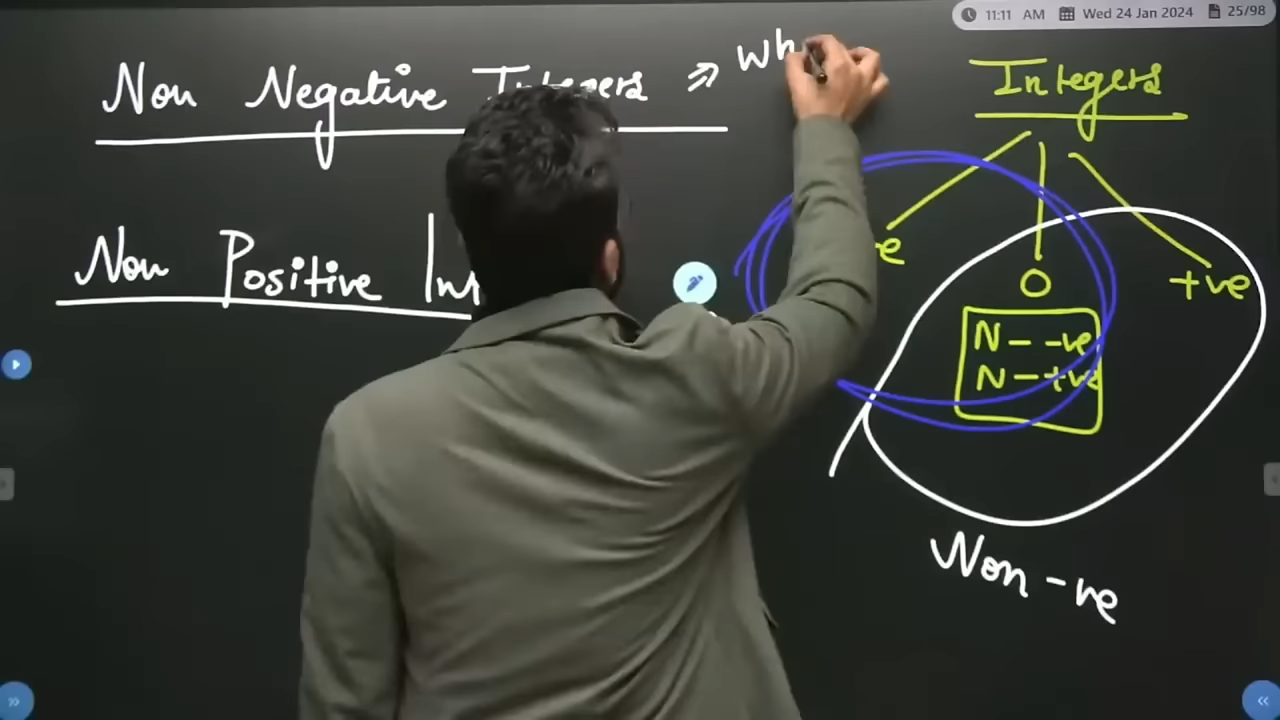 11:11 AM Wed 24 Jan 2024 25/98
Non Negative Integers ⇒ Wh
Integers
-ve 0 +ve
Non Positive
N - -ve
N - +ve
Non -ve